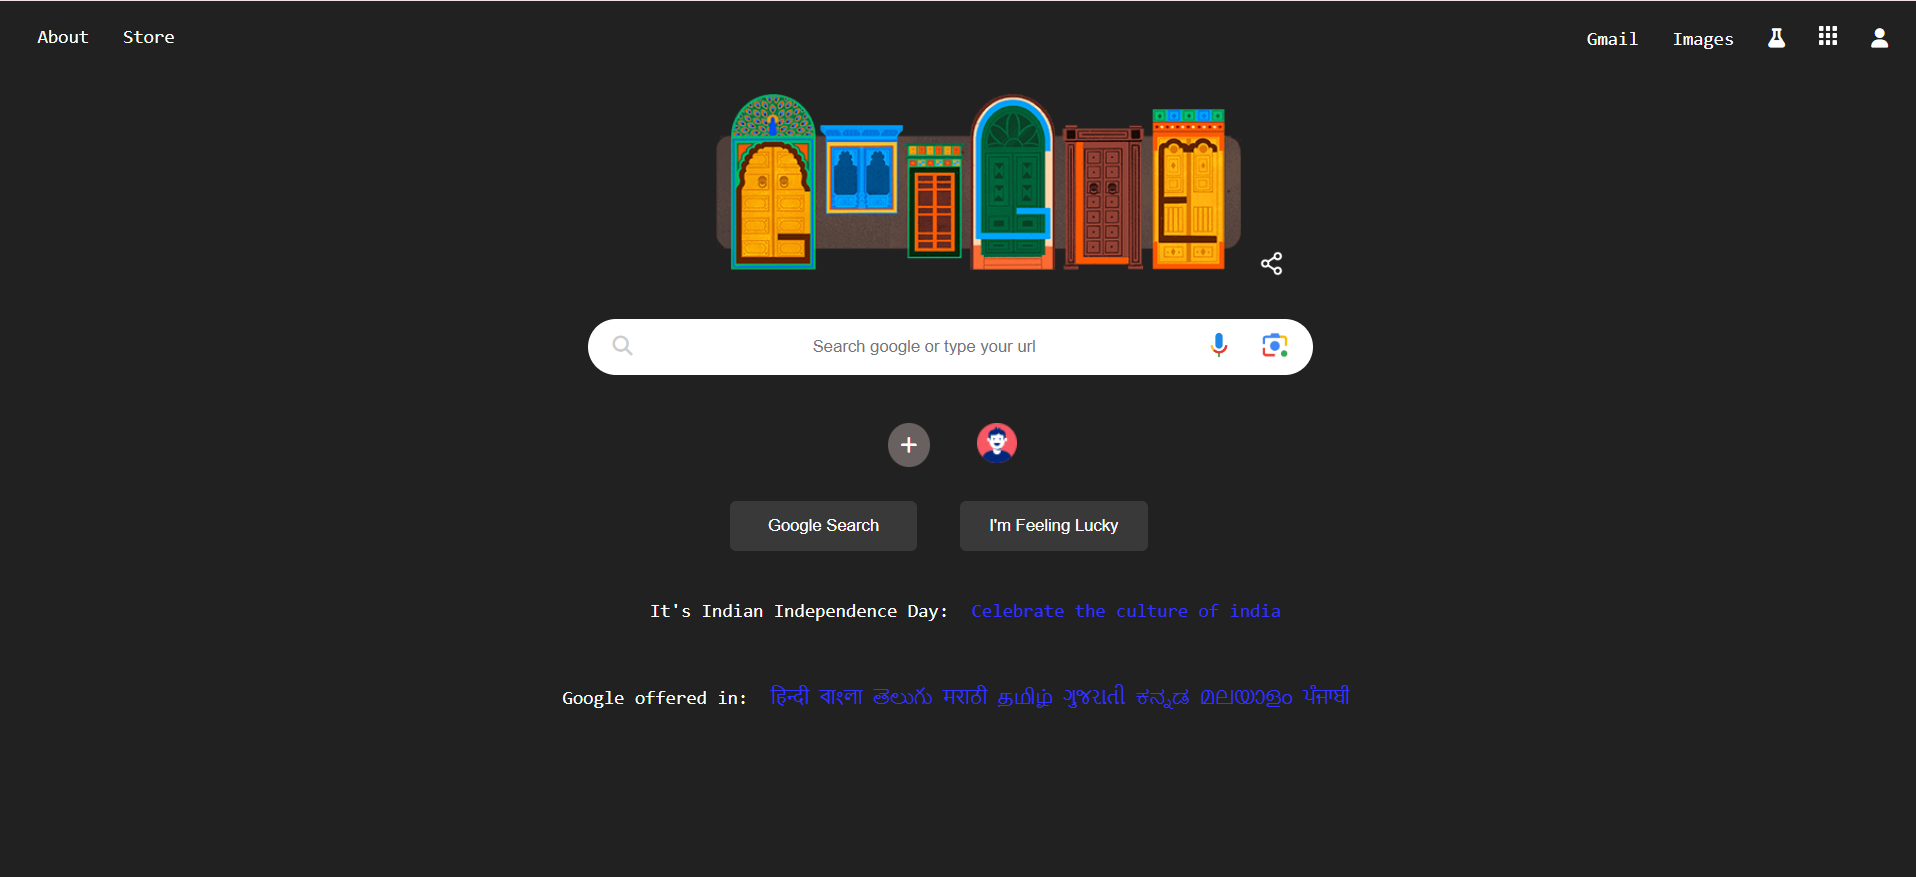 About Store Gmail Images
Search google or type your url
Google Search I'm Feeling Lucky
It's Indian Independence Day: Celebrate the culture of india
Google offered in: हिन्दी বাংলা తెలుగు मराठी தமிழ் ગુજરાતી ಕನ್ನಡ മലയാളം ਪੰਜਾਬੀ